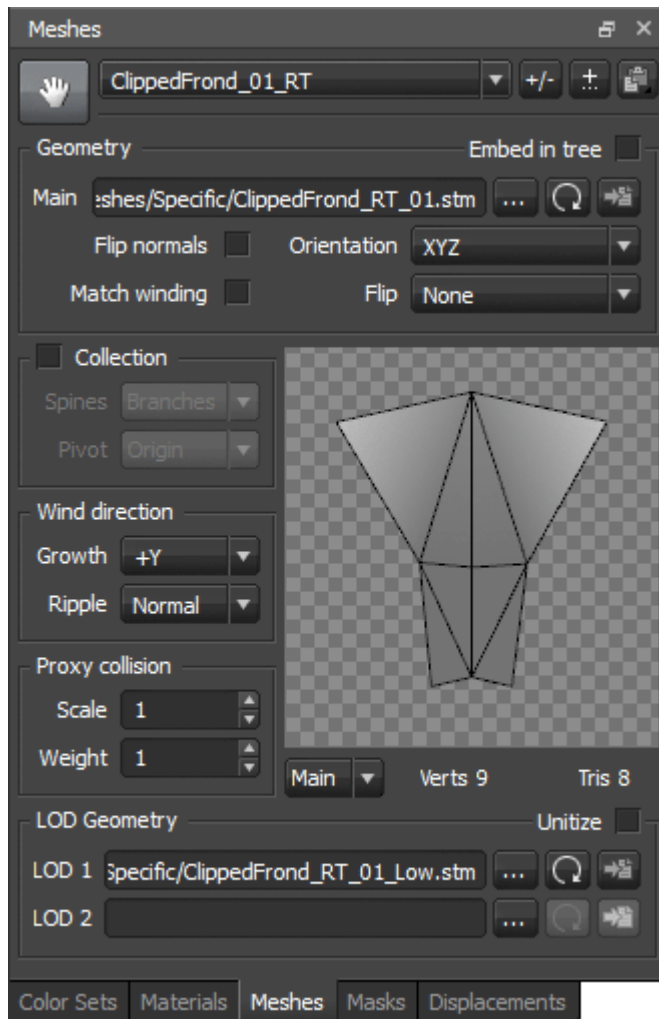 Meshes
ClippedFrond_01_RT
+/-
Geometry Embed in tree
Main eshes/Specific/ClippedFrond_RT_01.stm ...
Flip normals Orientation XYZ
Match winding Flip None
Collection
Spines Branches
Pivot Origin
Wind direction
Growth +Y
Ripple Normal
Proxy collision
Scale 1
Weight 1
Main Verts 9 Tris 8
LOD Geometry Unitize
LOD 1 Specific/ClippedFrond_RT_01_Low.stm ...
LOD 2 ...
Color Sets Materials Meshes Masks Displacements